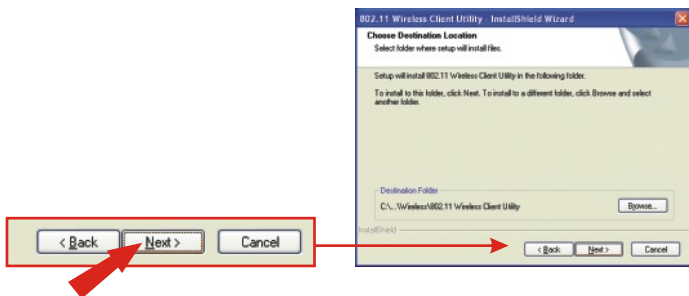 802.11 Wireless Client Utility - InstallShield Wizard
Choose Destination Location
Select folder where setup will install files.
Setup will install 802.11 Wireless Client Utility in the following folder.
To install to this folder, click Next. To install to a different folder, click Browse and select
another folder.
Destination Folder
C:\...\Wireless\802.11 Wireless Client Utility
Browse...
InstallShield
< Back
Next >
Cancel
< Back
Next >
Cancel